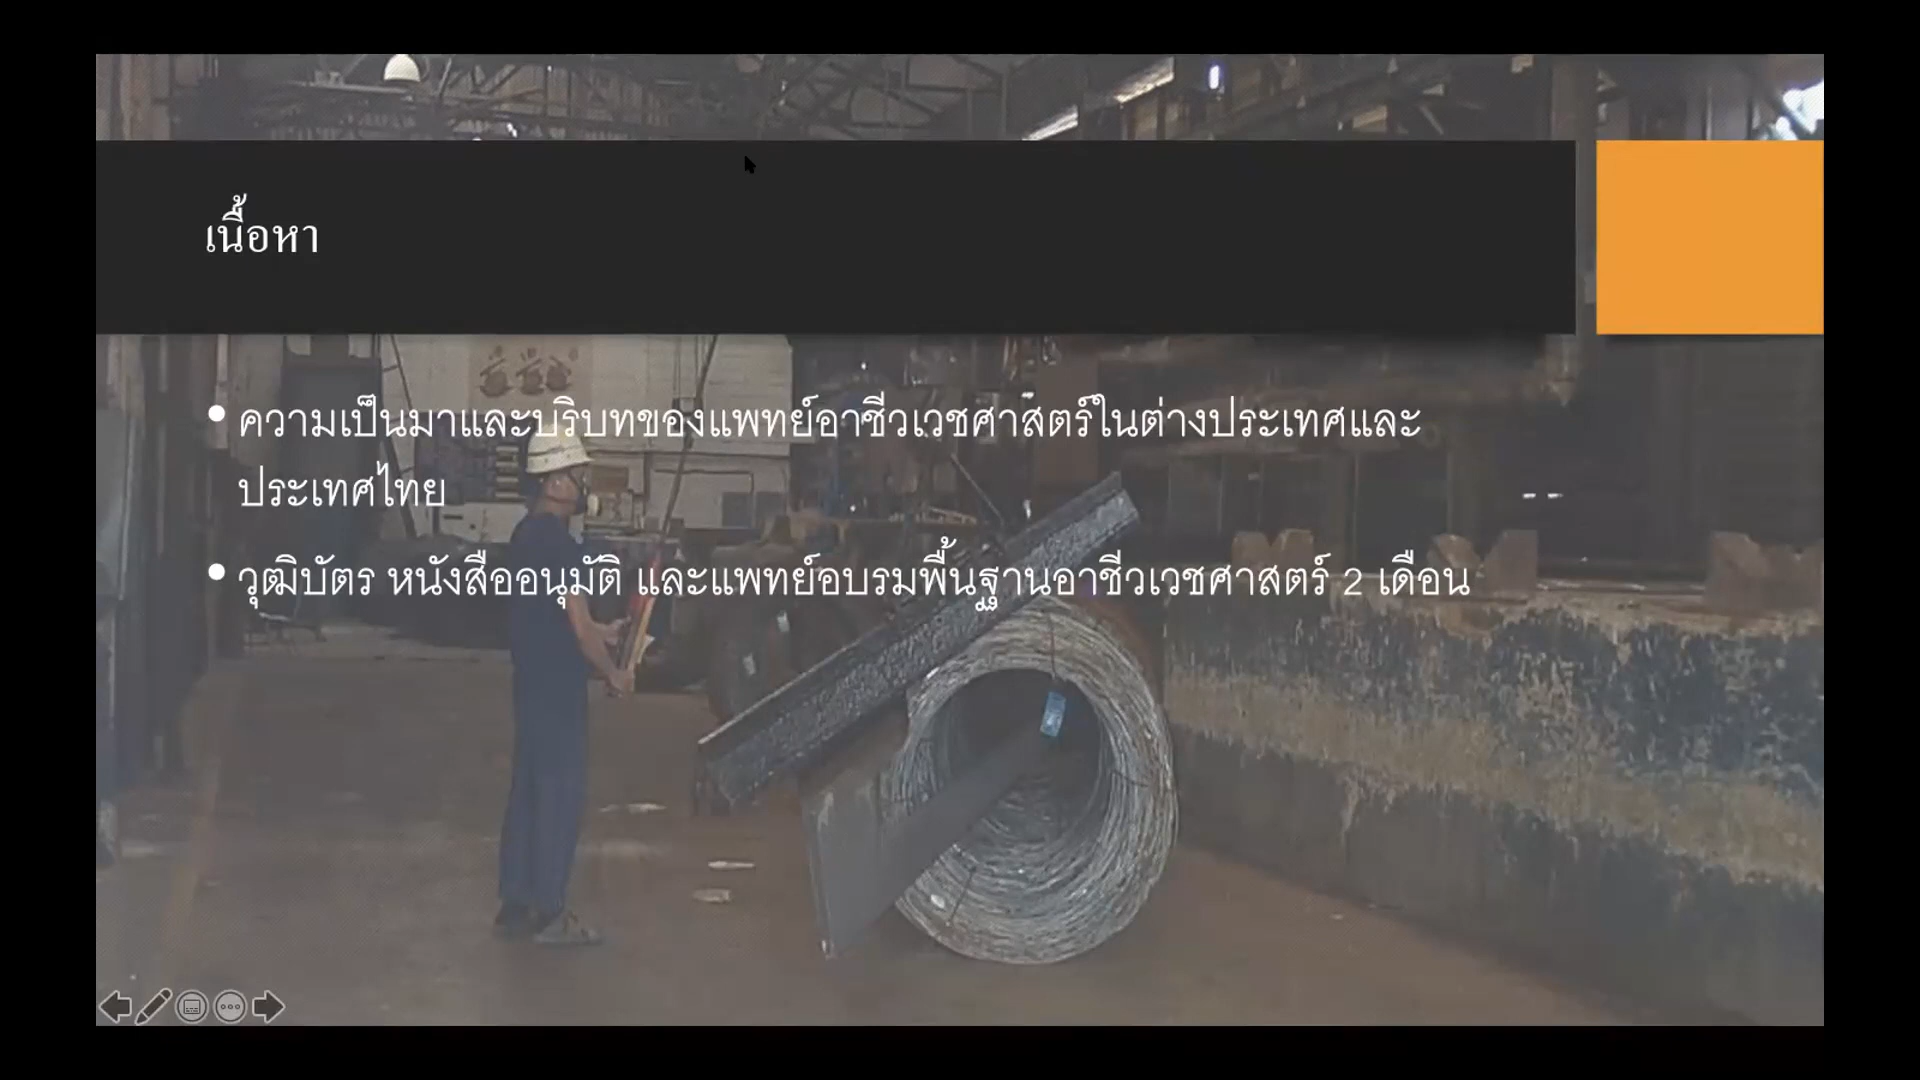 เนื้อหา
• ความเป็นมาและบริบทของแพทย์อาชีวเวชศาสตร์ในต่างประเทศและ
ประเทศไทย
• วุฒิบัตร หนังสืออนุมัติ และแพทย์อบรมพื้นฐานอาชีวเวชศาสตร์ 2 เดือน